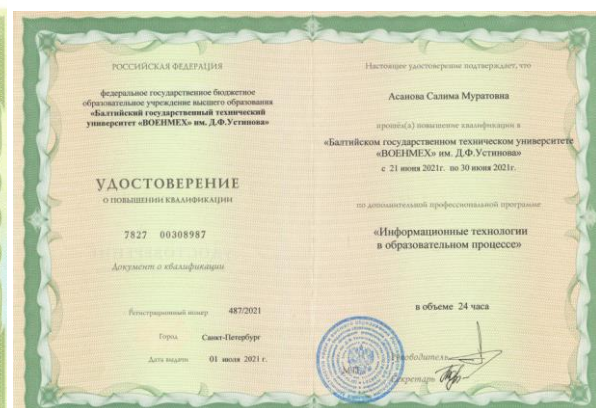 РОССИЙСКАЯ ФЕДЕРАЦИЯ
федеральное государственное бюджетное
образовательное учреждение высшего образования
«Балтийский государственный технический
университет «ВОЕНМЕХ» им. Д.Ф.Устинова»
УДОСТОВЕРЕНИЕ
О ПОВЫШЕНИИ КВАЛИФИКАЦИИ
7827 00308987
Документ о квалификации
Регистрационный номер 487/2021
Город Санкт-Петербург
Дата выдачи 01 июля 2021 г.
Настоящее удостоверение подтверждает, что
Асанова Салима Муратовна
прошёл(а) повышение квалификации в
«Балтийском государственном техническом университете
«ВОЕНМЕХ» им. Д.Ф.Устинова»
с 21 июня 2021г. по 30 июня 2021г.
по дополнительной профессиональной программе
«Информационные технологии
в образовательном процессе»
в объеме 24 часа
Руководитель
Секретарь